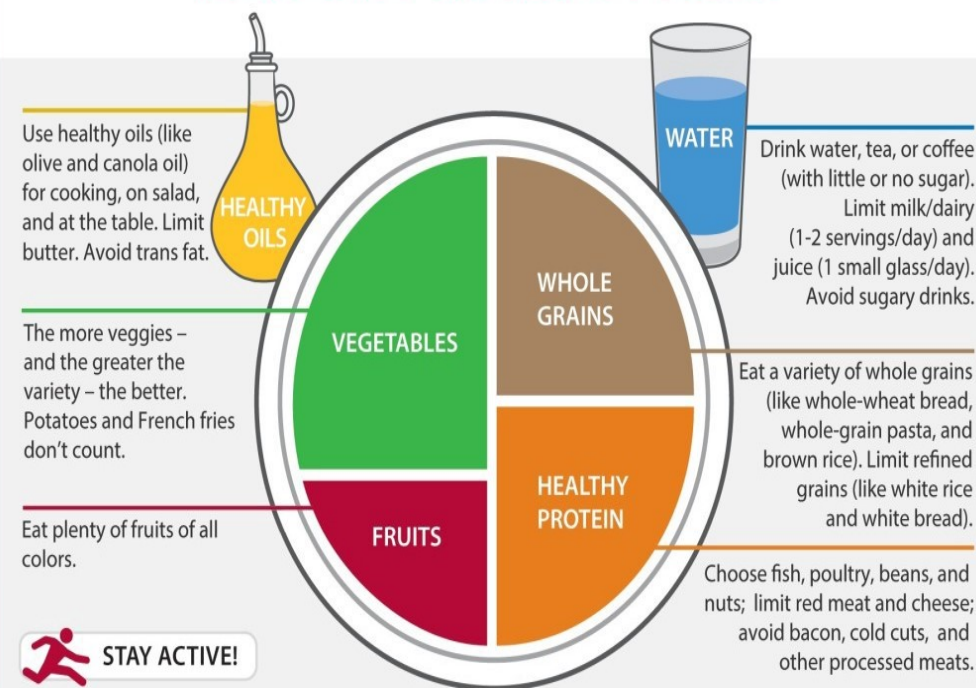 Use healthy oils (like
olive and canola oil)
for cooking, on salad,
and at the table. Limit
butter. Avoid trans fat.
HEALTHY
OILS
The more veggies –
and the greater the
variety – the better.
Potatoes and French fries
don't count.
Eat plenty of fruits of all
colors.
STAY ACTIVE!
VEGETABLES
FRUITS
WHOLE
GRAINS
HEALTHY
PROTEIN
WATER
Drink water, tea, or coffee
(with little or no sugar).
Limit milk/dairy
(1-2 servings/day) and
juice (1 small glass/day).
Avoid sugary drinks.
Eat a variety of whole grains
(like whole-wheat bread,
whole-grain pasta, and
brown rice). Limit refined
grains (like white rice
and white bread).
Choose fish, poultry, beans, and
nuts; limit red meat and cheese;
avoid bacon, cold cuts, and
other processed meats.